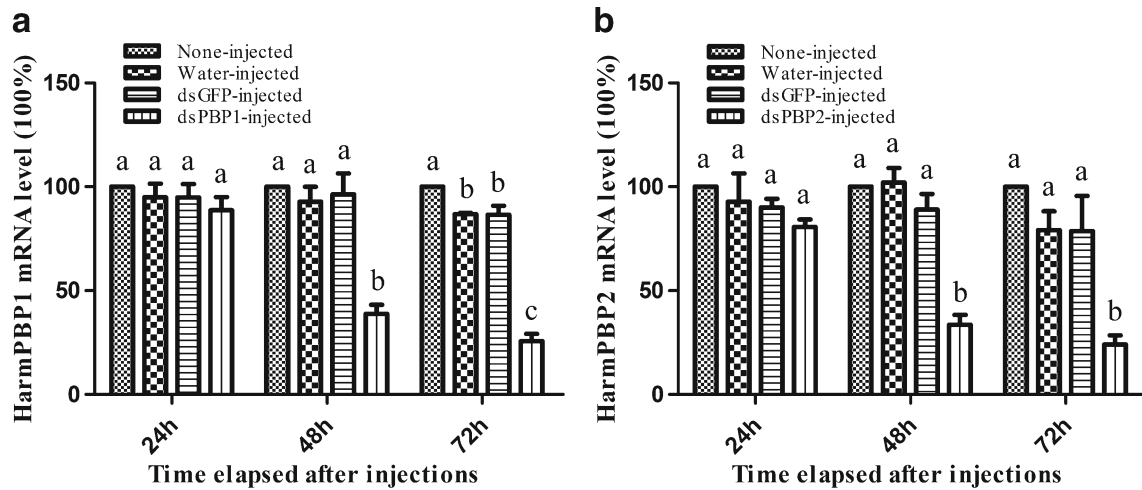 a
None-injected
Water-injected
dsGFP-injected
dsPBP1-injected
HarmPBP1 mRNA level (100%)
150
100
50
0
a a a a
a a a b
a b b c
24h 48h 72h
Time elapsed after injections
b
None-injected
Water-injected
dsGFP-injected
dsPBP2-injected
HarmPBP2 mRNA level (100%)
150
100
50
0
a a a a
a a a b
a a a b
24h 48h 72h
Time elapsed after injections